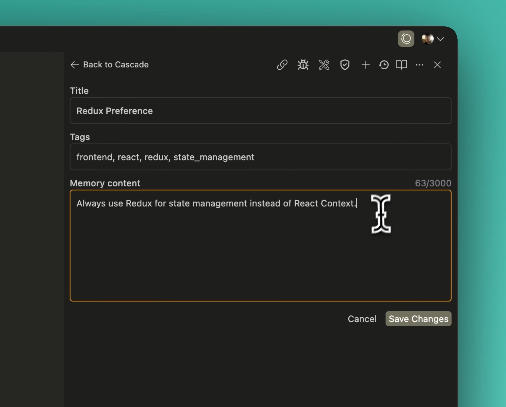 Back to Cascade
Title
Redux Preference
Tags
frontend, react, redux, state_management
Memory content 63/3000
Always use Redux for state management instead of React Context.
Cancel Save Changes